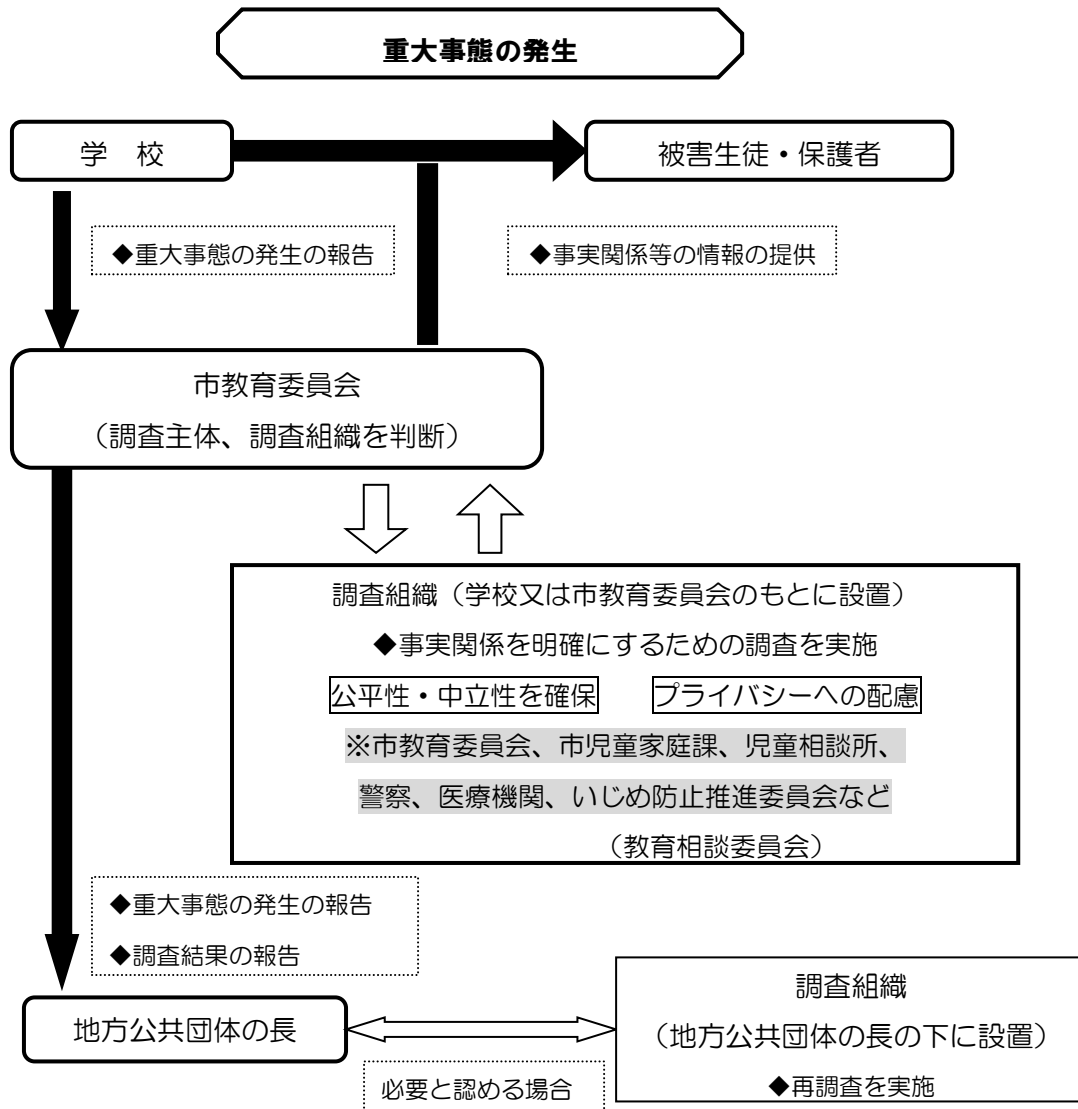 重大事態の発生
学　校
被害生徒・保護者
◆重大事態の発生の報告
◆事実関係等の情報の提供
市教育委員会
（調査主体、調査組織を判断）
調査組織（学校又は市教育委員会のもとに設置）
◆事実関係を明確にするための調査を実施
公平性・中立性を確保
プライバシーへの配慮
※市教育委員会、市児童家庭課、児童相談所、
警察、医療機関、いじめ防止推進委員会など
（教育相談委員会）
◆重大事態の発生の報告
◆調査結果の報告
地方公共団体の長
調査組織
（地方公共団体の長の下に設置）
◆再調査を実施
必要と認める場合